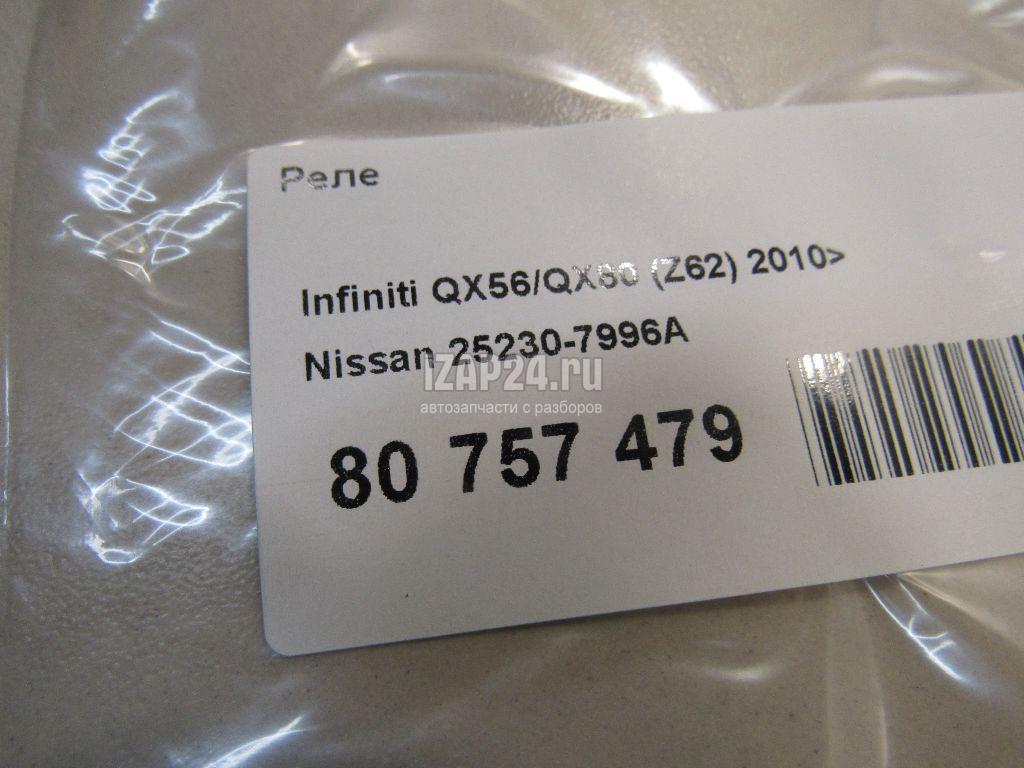 Реле
Infiniti QX56/QX80 (Z62) 2010>
Nissan 25230-7996A
IZAP24.ru
автозапчасти с разборов
80 757 479